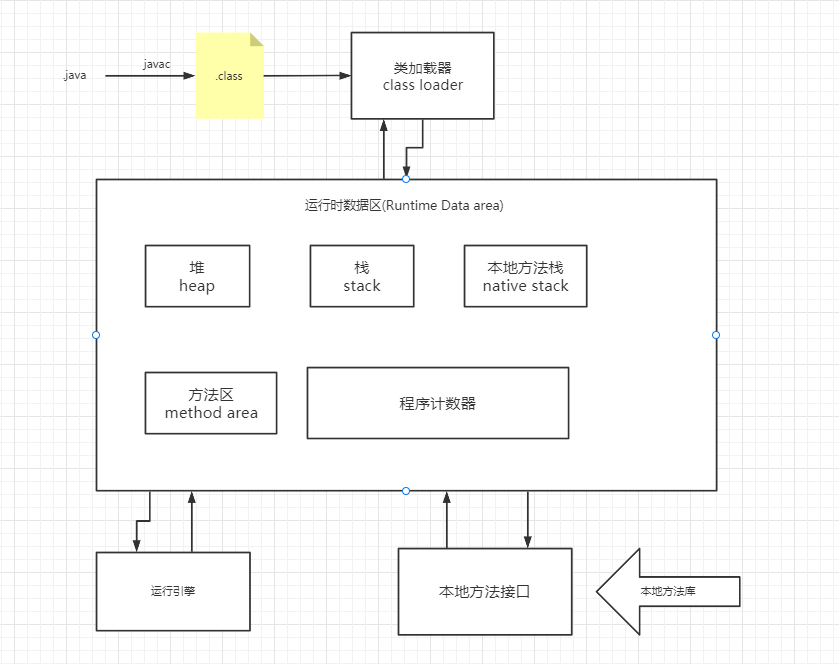 .java
javac
.class
类加载器
class loader
运行时数据区(Runtime Data area)
堆
heap
栈
stack
本地方法栈
native stack
方法区
method area
程序计数器
运行引擎
本地方法接口
本地方法库